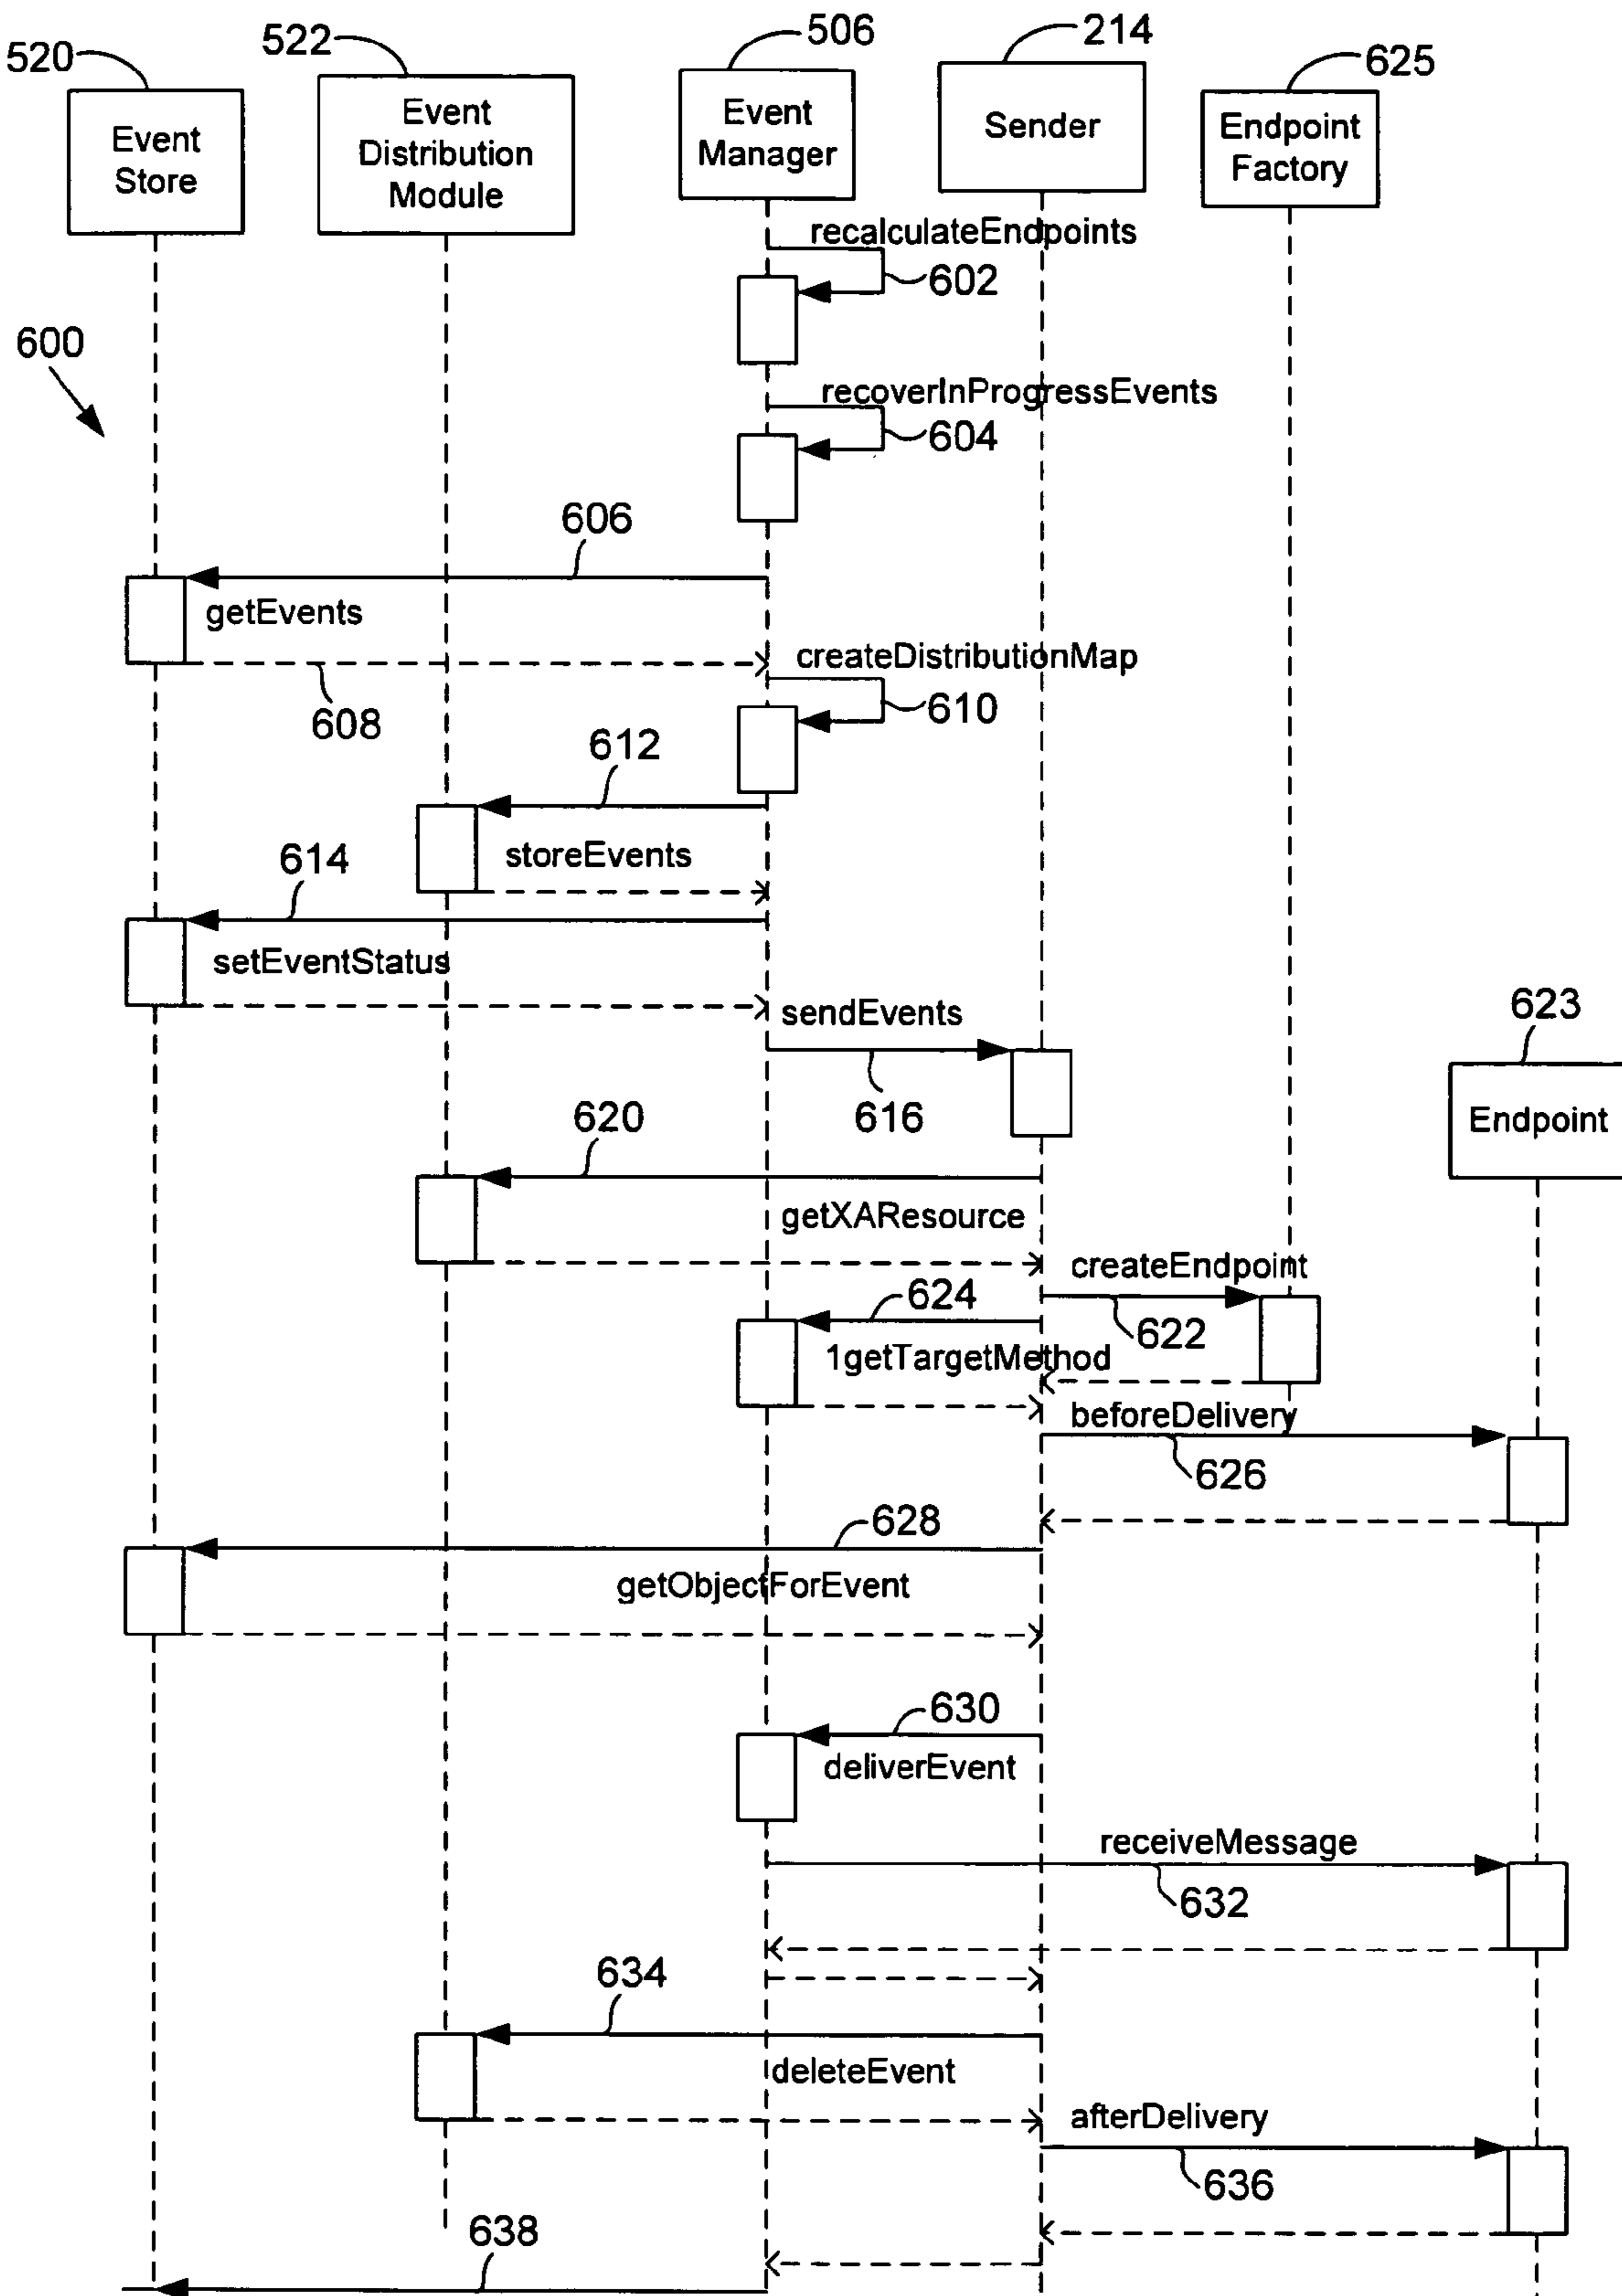 520
522
506
214
625
Event
Store
Event
Distribution
Module
Event
Manager
Sender
Endpoint
Factory
recalculateEndpoints
602
600
recoverInProgressEvents
604
606
getEvents
createDistributionMap
608
610
612
storeEvents
614
setEventStatus
sendEvents
616
623
Endpoint
620
getXAResource
createEndpoint
624
622
1getTargetMethod
beforeDelivery
626
628
getObjectForEvent
630
deliverEvent
receiveMessage
632
634
deleteEvent
afterDelivery
636
638